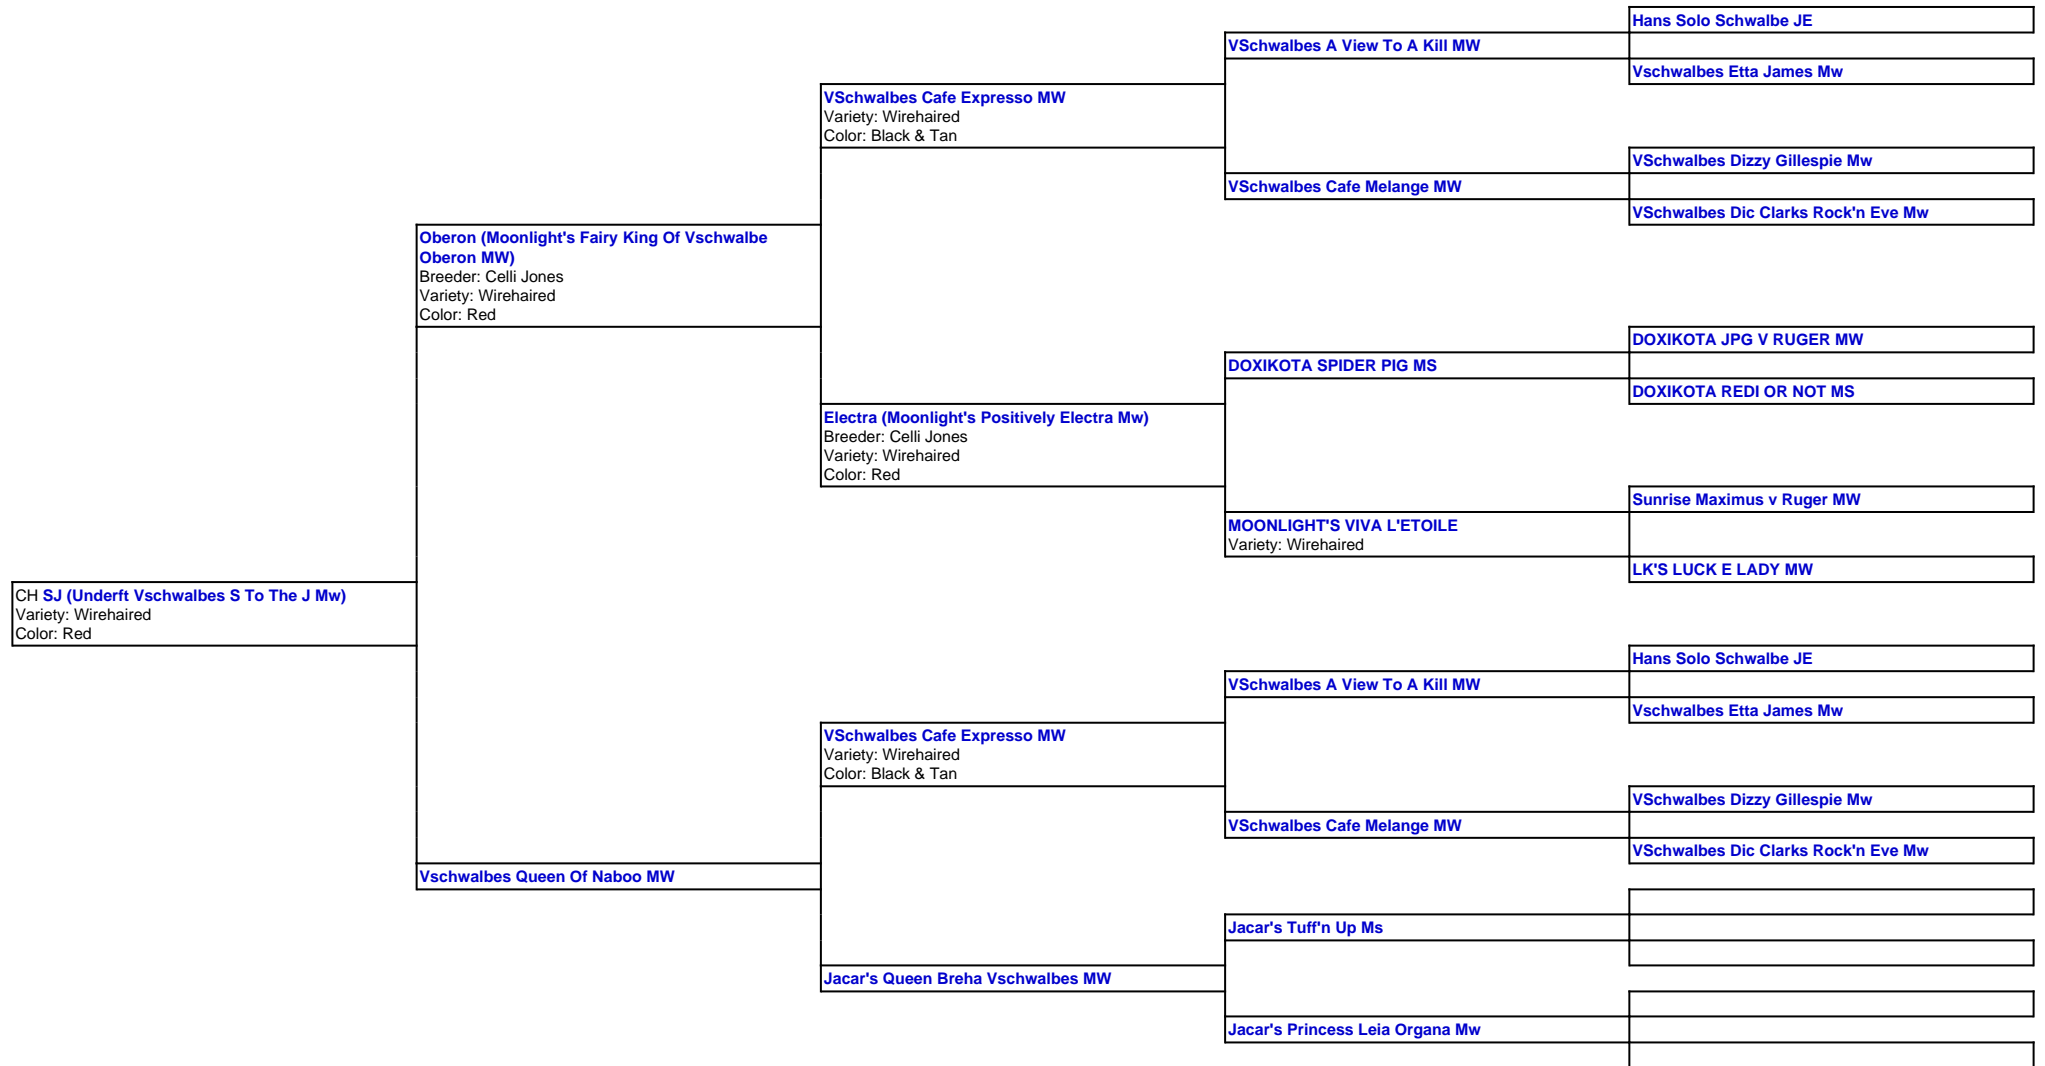 Hans Solo Schwalbe JE
VSchwalbes A View To A Kill MW
Vschwalbes Etta James Mw
VSchwalbes Cafe Expresso MW
Variety: Wirehaired
Color: Black & Tan
VSchwalbes Dizzy Gillespie Mw
VSchwalbes Cafe Melange MW
VSchwalbes Dic Clarks Rock'n Eve Mw
Oberon (Moonlight's Fairy King Of Vschwalbe
Oberon MW)
Breeder: Celli Jones
Variety: Wirehaired
Color: Red
DOXIKOTA JPG V RUGER MW
DOXIKOTA SPIDER PIG MS
DOXIKOTA REDI OR NOT MS
Electra (Moonlight's Positively Electra Mw)
Breeder: Celli Jones
Variety: Wirehaired
Color: Red
Sunrise Maximus v Ruger MW
MOONLIGHT'S VIVA L'ETOILE
Variety: Wirehaired
LK'S LUCK E LADY MW
CH SJ (Underft Vschwalbes S To The J Mw)
Variety: Wirehaired
Color: Red
Hans Solo Schwalbe JE
VSchwalbes A View To A Kill MW
Vschwalbes Etta James Mw
VSchwalbes Cafe Expresso MW
Variety: Wirehaired
Color: Black & Tan
VSchwalbes Dizzy Gillespie Mw
VSchwalbes Cafe Melange MW
VSchwalbes Dic Clarks Rock'n Eve Mw
Vschwalbes Queen Of Naboo MW
Jacar's Tuff'n Up Ms
Jacar's Queen Breha Vschwalbes MW
Jacar's Princess Leia Organa Mw